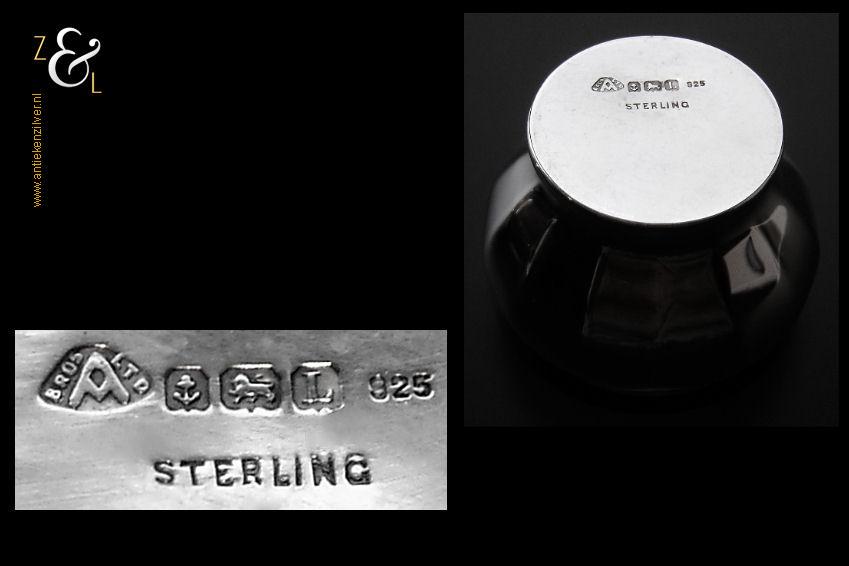 Z & L
www.antiekenzilver.nl
A L 925
STERLING
BROS A LTD L 925
STERLING